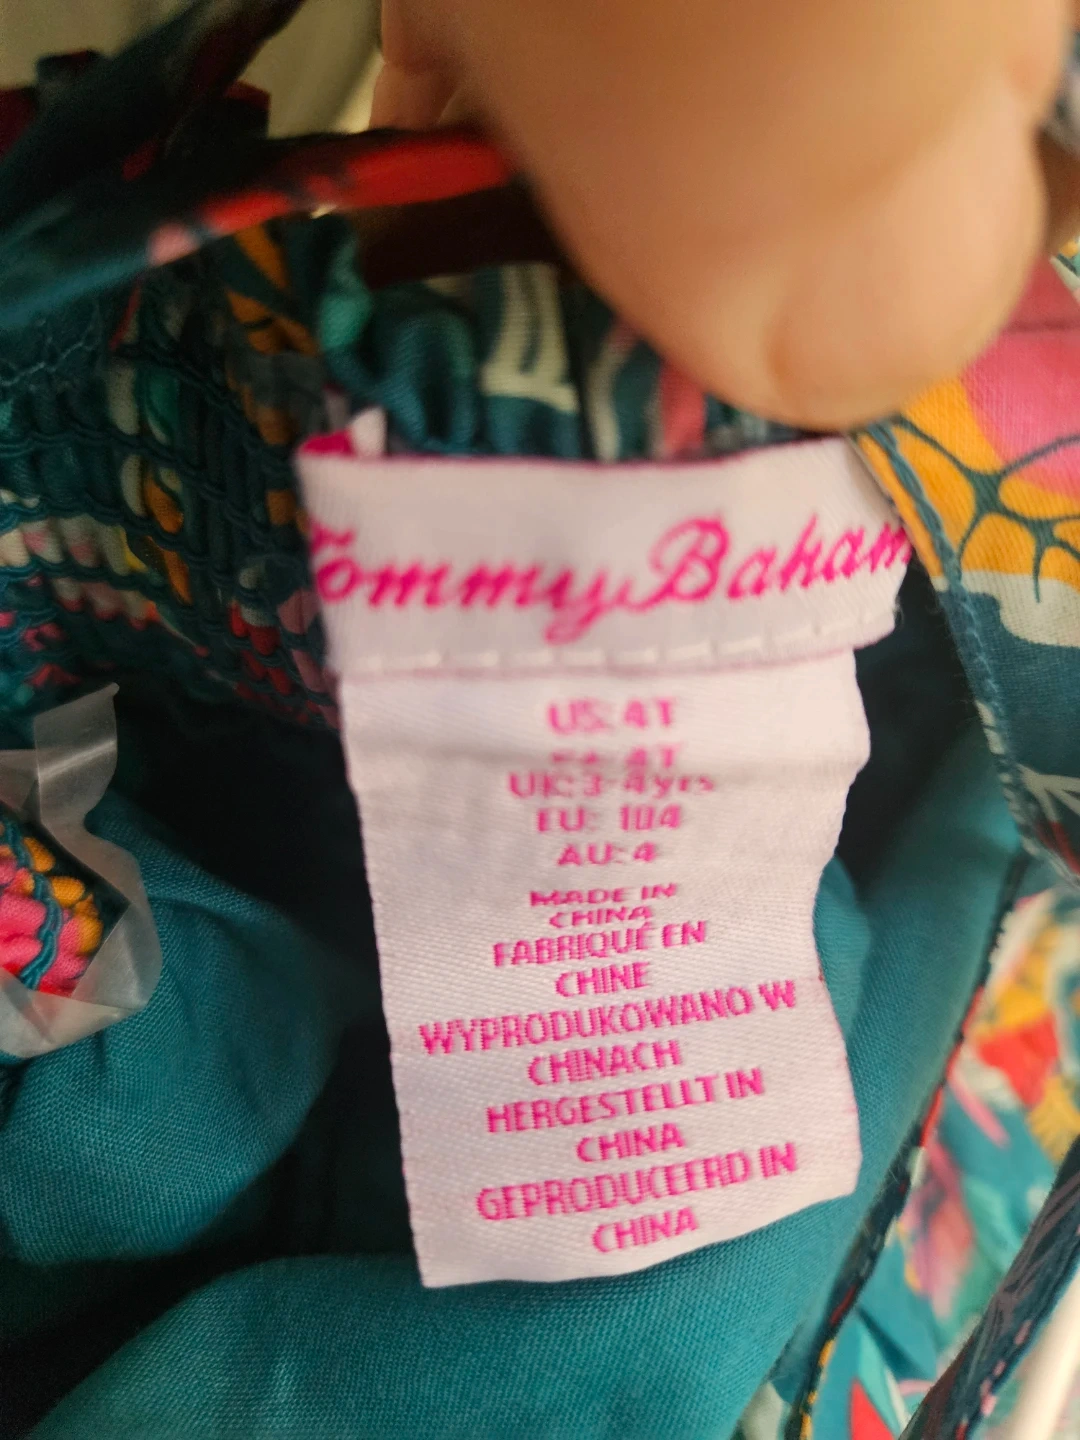 Tommy Baham
US: 4T
4T
UK: 3-4yrs
EU: 104
AU: 4
MADE IN
CHINA
FABRIQUÉ EN
CHINE
WYPRODUKOWANO W
CHINACH
HERGESTELLT IN
CHINA
GEPRODUCEERD IN
CHINA